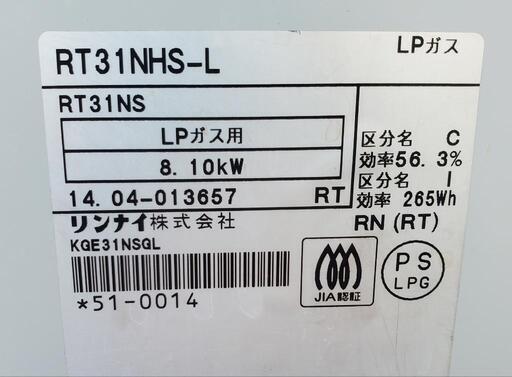 LPガス
RT31NHS-L
RT31NS
LPガス用
8.10kW
区分名 C
効率56.3%
区分名 I
効率 265Wh
14.04-013657 RT
リンナイ株式会社
RN(RT)
KGE31NSGL
*51-0014
JIA認証
PS
LPG